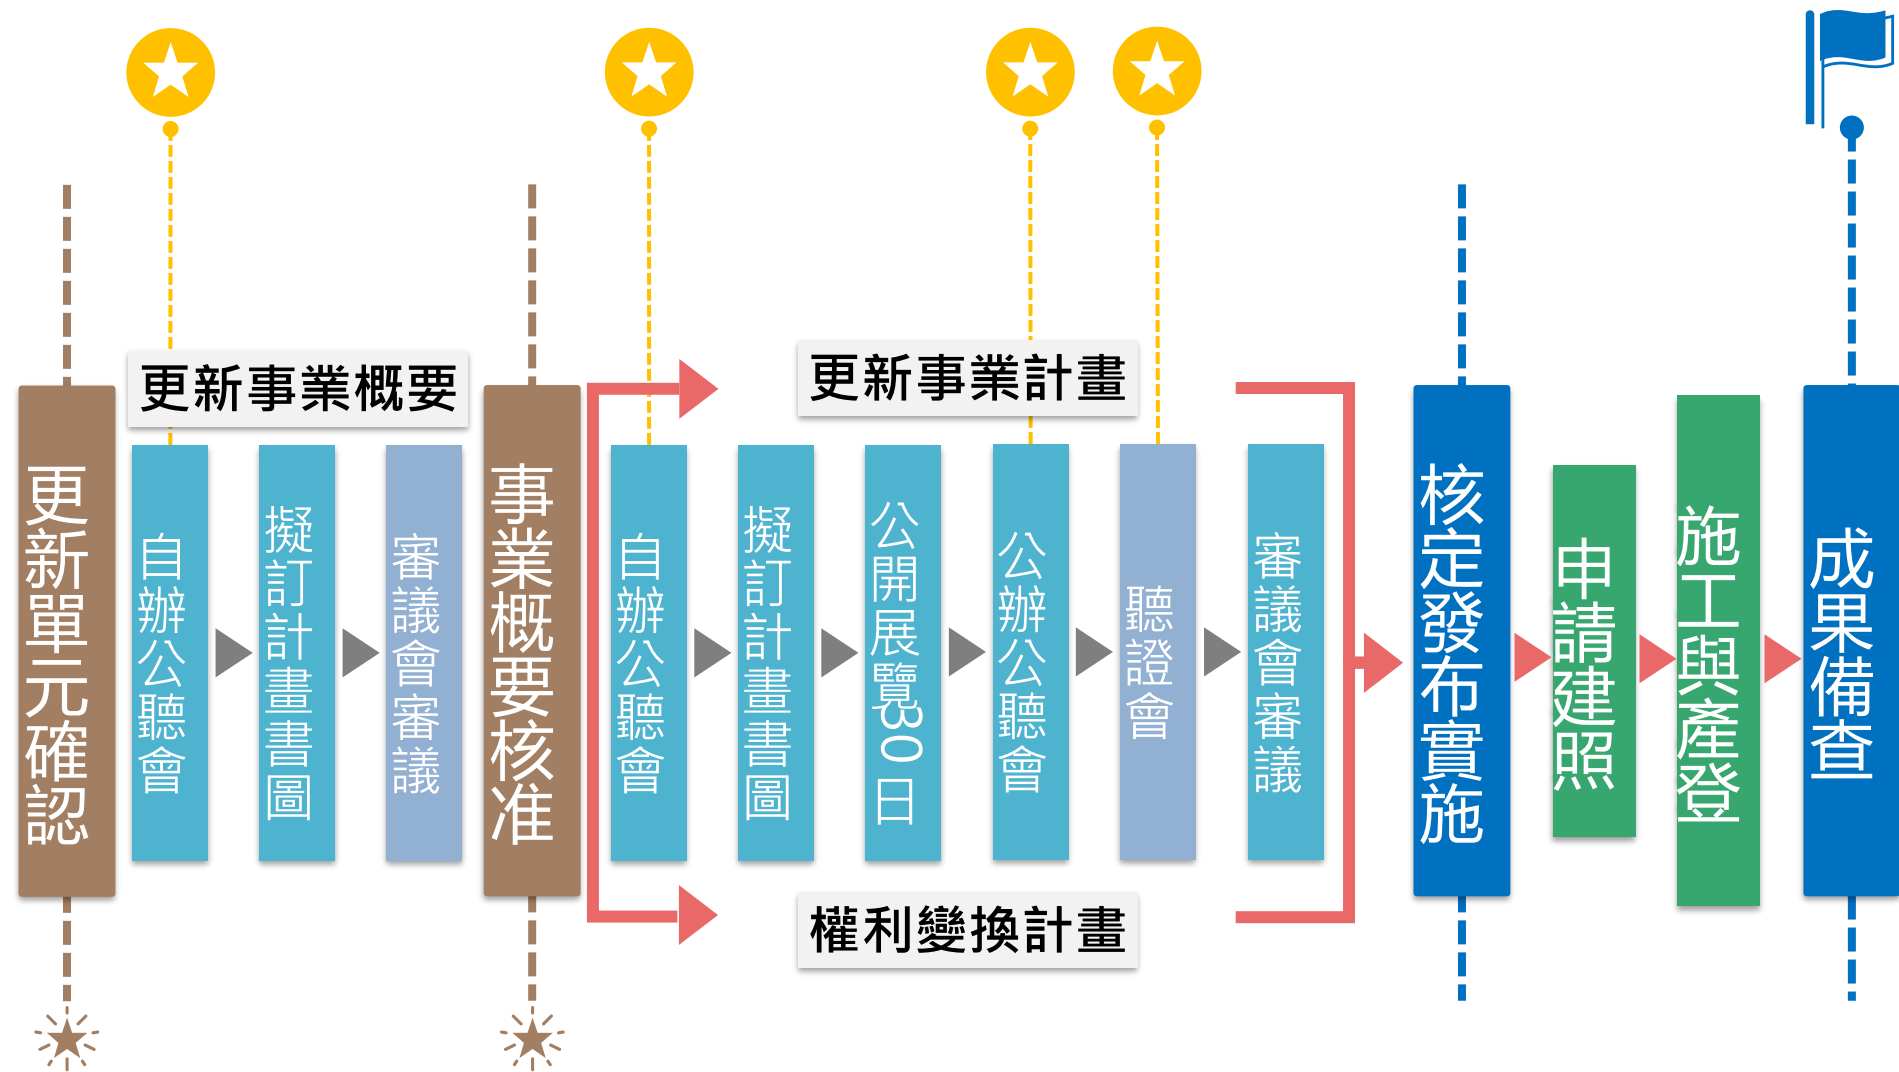 更新單元確認
更新事業概要
自辦公聽會
擬訂計畫書圖
審議會審議
事業概要核准
更新事業計畫
權利變換計畫
自辦公聽會
擬訂計畫書圖
公開展覽30日
公辦公聽會
聽證會
審議會審議
核定發布實施
申請建照
施工與產登
成果備查